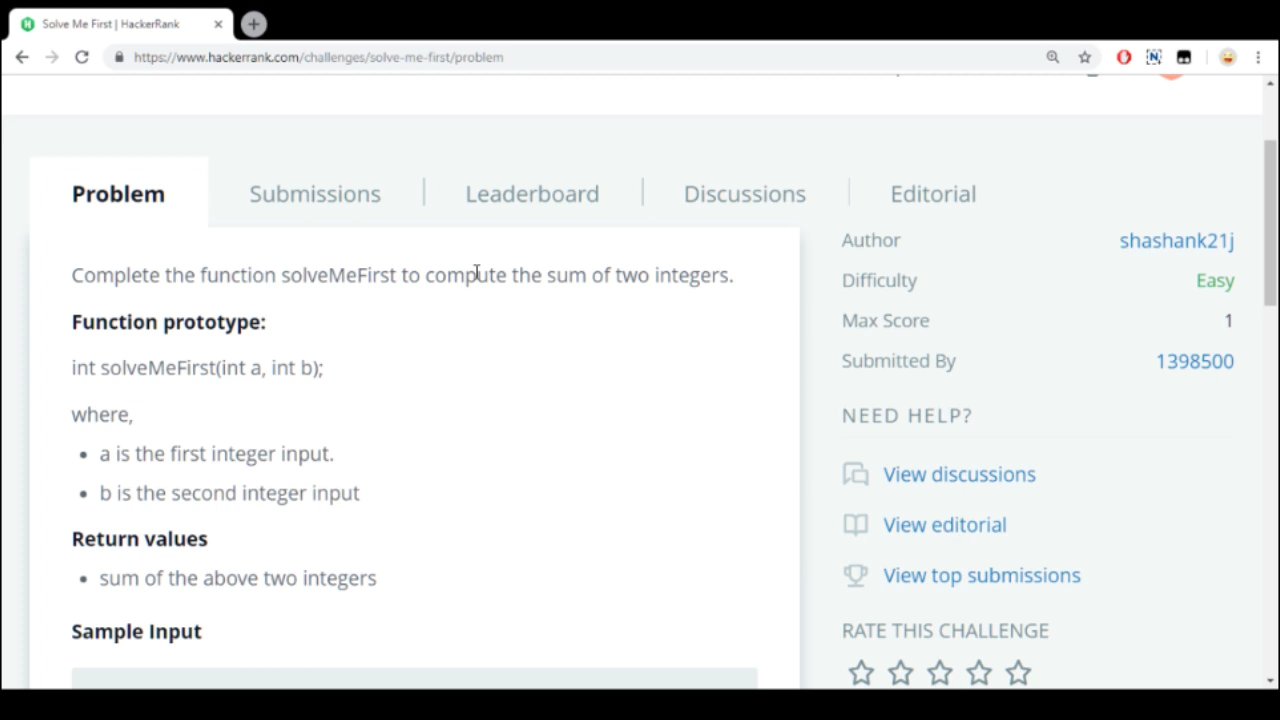 Solve Me First | HackerRank
https://www.hackerrank.com/challenges/solve-me-first/problem
Problem
Submissions
Leaderboard
Discussions
Editorial
Complete the function solveMeFirst to compute the sum of two integers.
Function prototype:
int solveMeFirst(int a, int b);
where,
• a is the first integer input.
• b is the second integer input
Return values
• sum of the above two integers
Sample Input
Author shashank21j
Difficulty Easy
Max Score 1
Submitted By 1398500
NEED HELP?
View discussions
View editorial
View top submissions
RATE THIS CHALLENGE